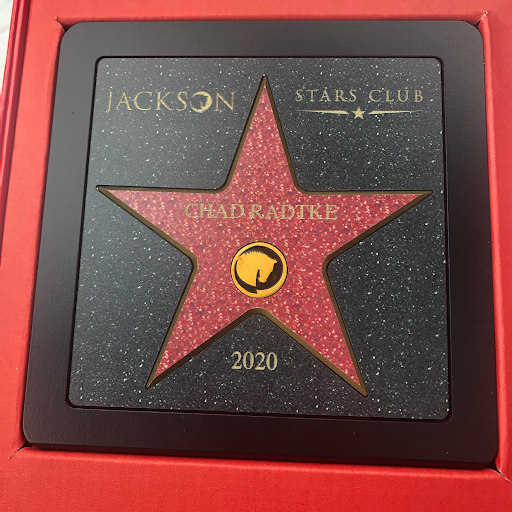 JACKSON
STARS CLUB
CHAD RADTKE
2020